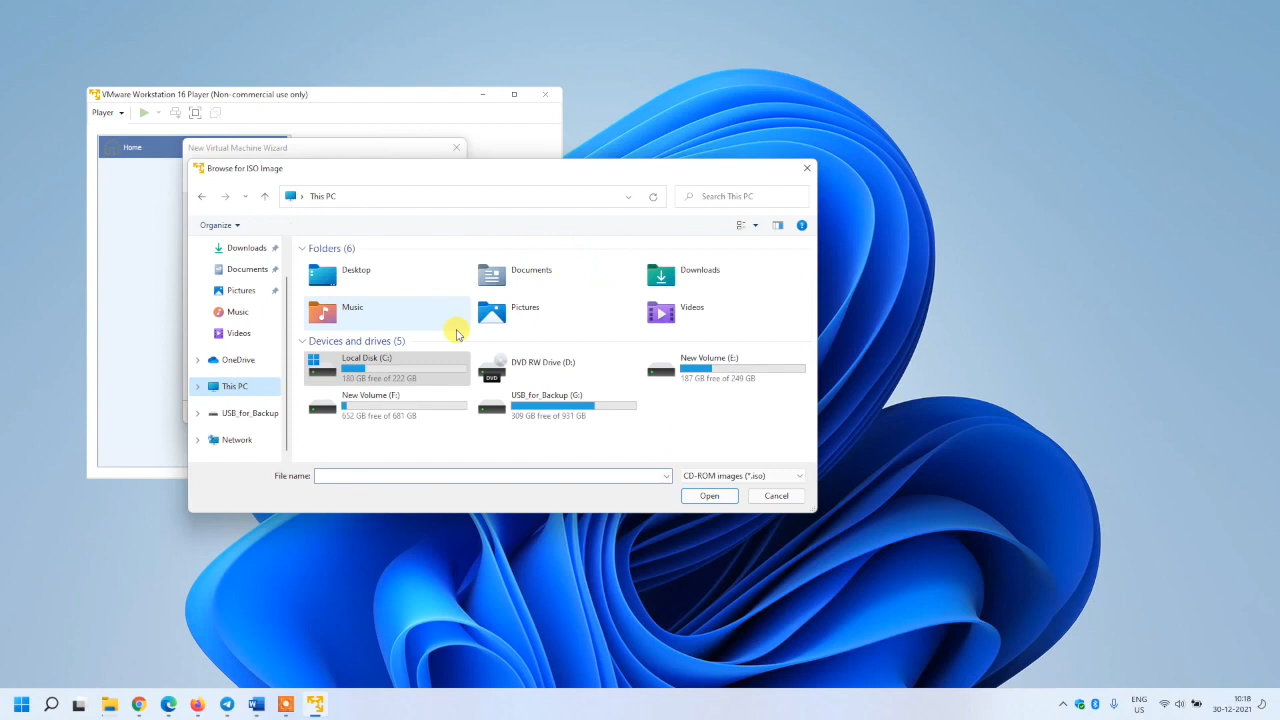 VMware Workstation 16 Player (Non-commercial use only)
Player
Home
New Virtual Machine Wizard
Browse for ISO Image
This PC
Search This PC
Organize
Downloads
Documents
Pictures
Music
Videos
OneDrive
This PC
USB_for_Backup
Network
Folders (6)
Desktop
Documents
Downloads
Music
Pictures
Videos
Devices and drives (5)
Local Disk (C:)
180 GB free of 222 GB
DVD RW Drive (D:)
DVD
New Volume (E:)
187 GB free of 249 GB
New Volume (F:)
652 GB free of 681 GB
USB_for_Backup (G:)
309 GB free of 931 GB
File name:
CD-ROM images (*.iso)
Open
Cancel
ENG
US
10:18
30-12-2021